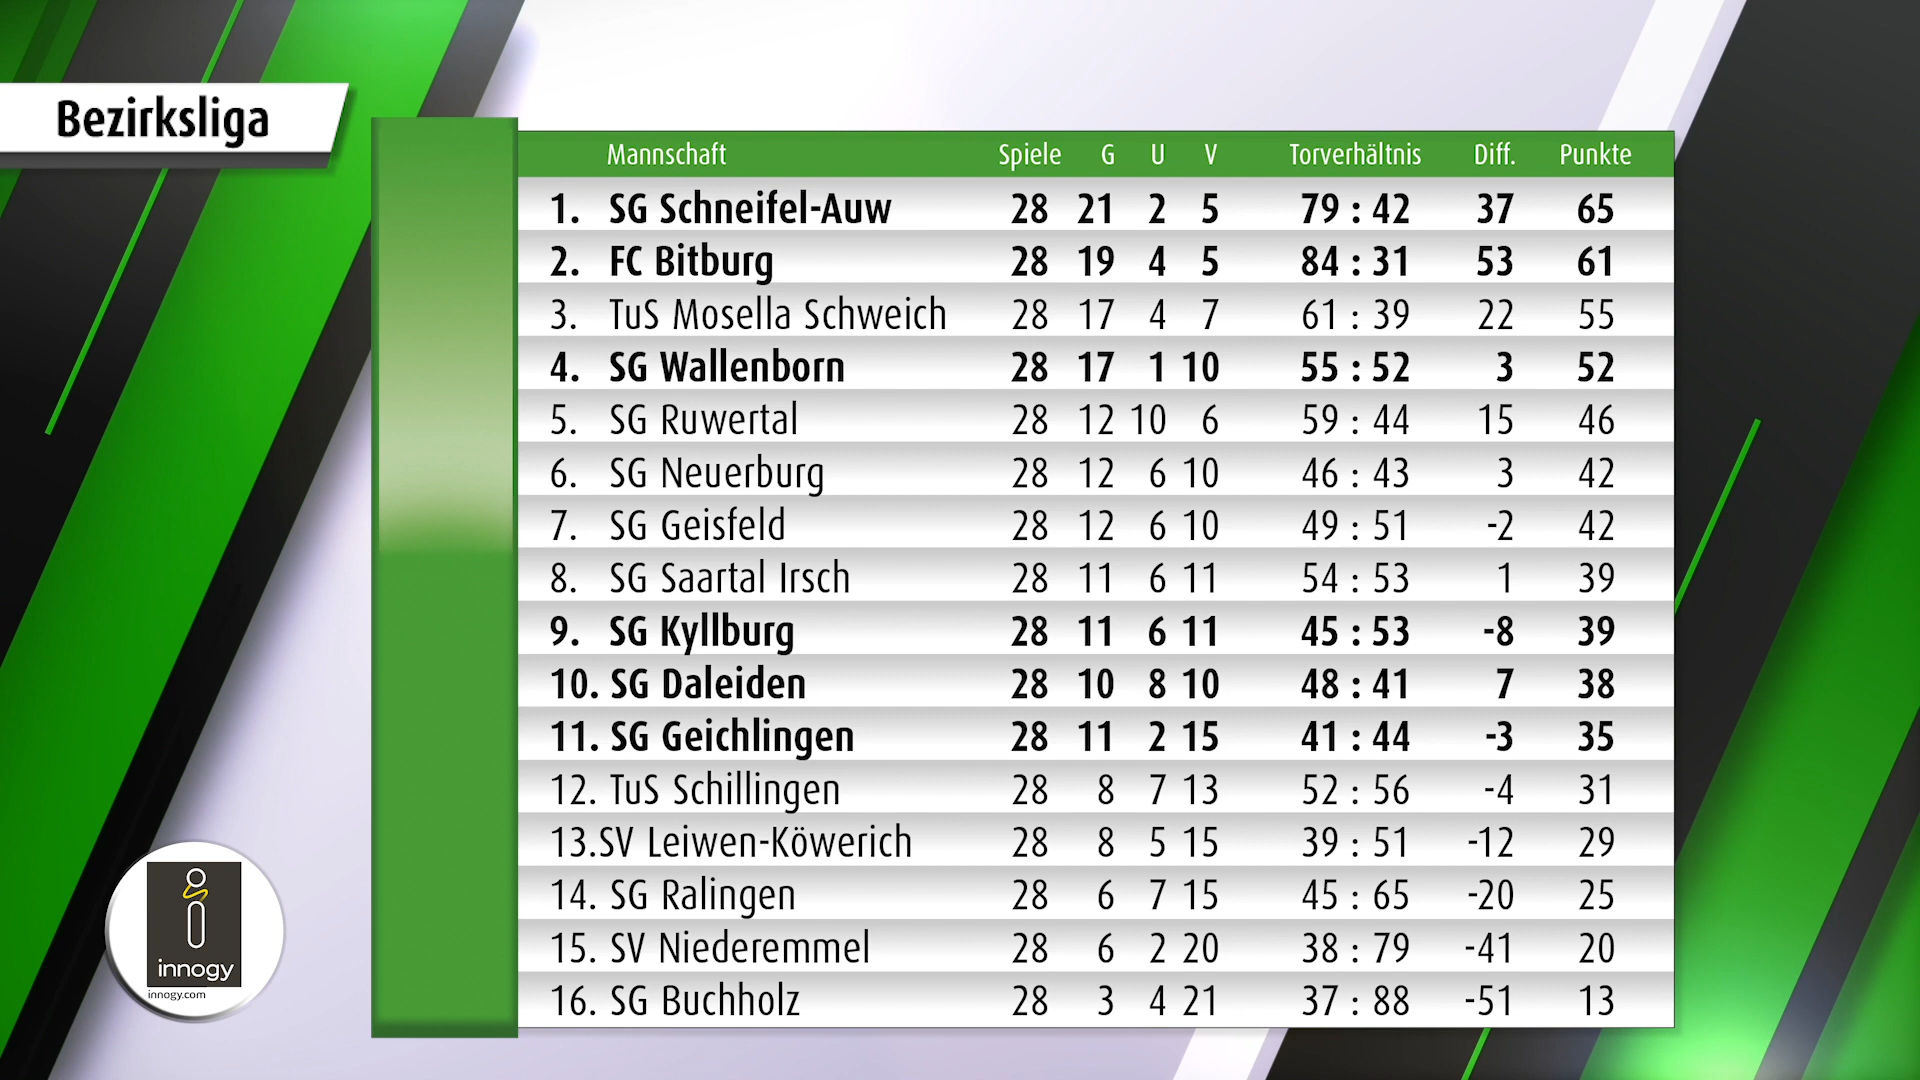 Bezirksliga
Mannschaft Spiele G U V Torverhältnis Diff. Punkte
1. SG Schneifel-Auw 28 21 2 5 79 : 42 37 65
2. FC Bitburg 28 19 4 5 84 : 31 53 61
3. TuS Mosella Schweich 28 17 4 7 61 : 39 22 55
4. SG Wallenborn 28 17 1 10 55 : 52 3 52
5. SG Ruwertal 28 12 10 6 59 : 44 15 46
6. SG Neuerburg 28 12 6 10 46 : 43 3 42
7. SG Geisfeld 28 12 6 10 49 : 51 -2 42
8. SG Saartal Irsch 28 11 6 11 54 : 53 1 39
9. SG Kyllburg 28 11 6 11 45 : 53 -8 39
10. SG Daleiden 28 10 8 10 48 : 41 7 38
11. SG Geichlingen 28 11 2 15 41 : 44 -3 35
12. TuS Schillingen 28 8 7 13 52 : 56 -4 31
13.SV Leiwen-Köwerich 28 8 5 15 39 : 51 -12 29
14. SG Ralingen 28 6 7 15 45 : 65 -20 25
15. SV Niederemmel 28 6 2 20 38 : 79 -41 20
16. SG Buchholz 28 3 4 21 37 : 88 -51 13
innogy
innogy.com